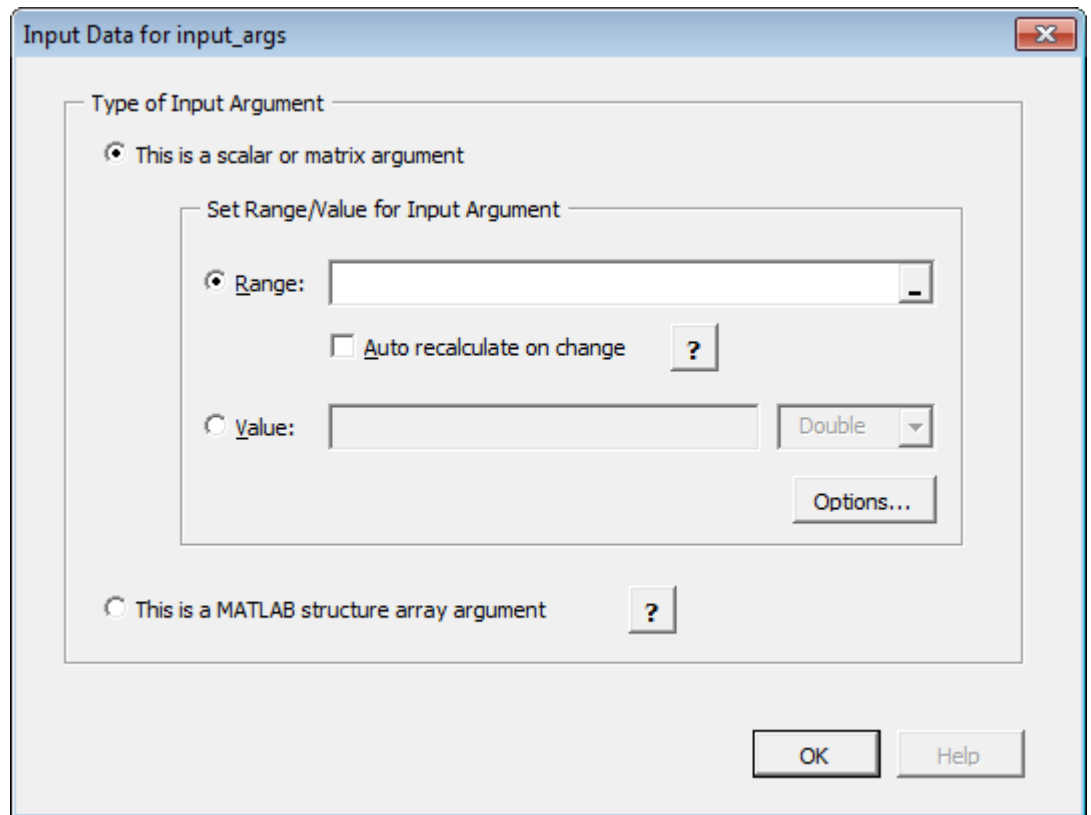 Input Data for input_args
Type of Input Argument
This is a scalar or matrix argument
Set Range/Value for Input Argument
Range:
_
Auto recalculate on change ?
Value: Double
Options...
This is a MATLAB structure array argument ?
OK Help